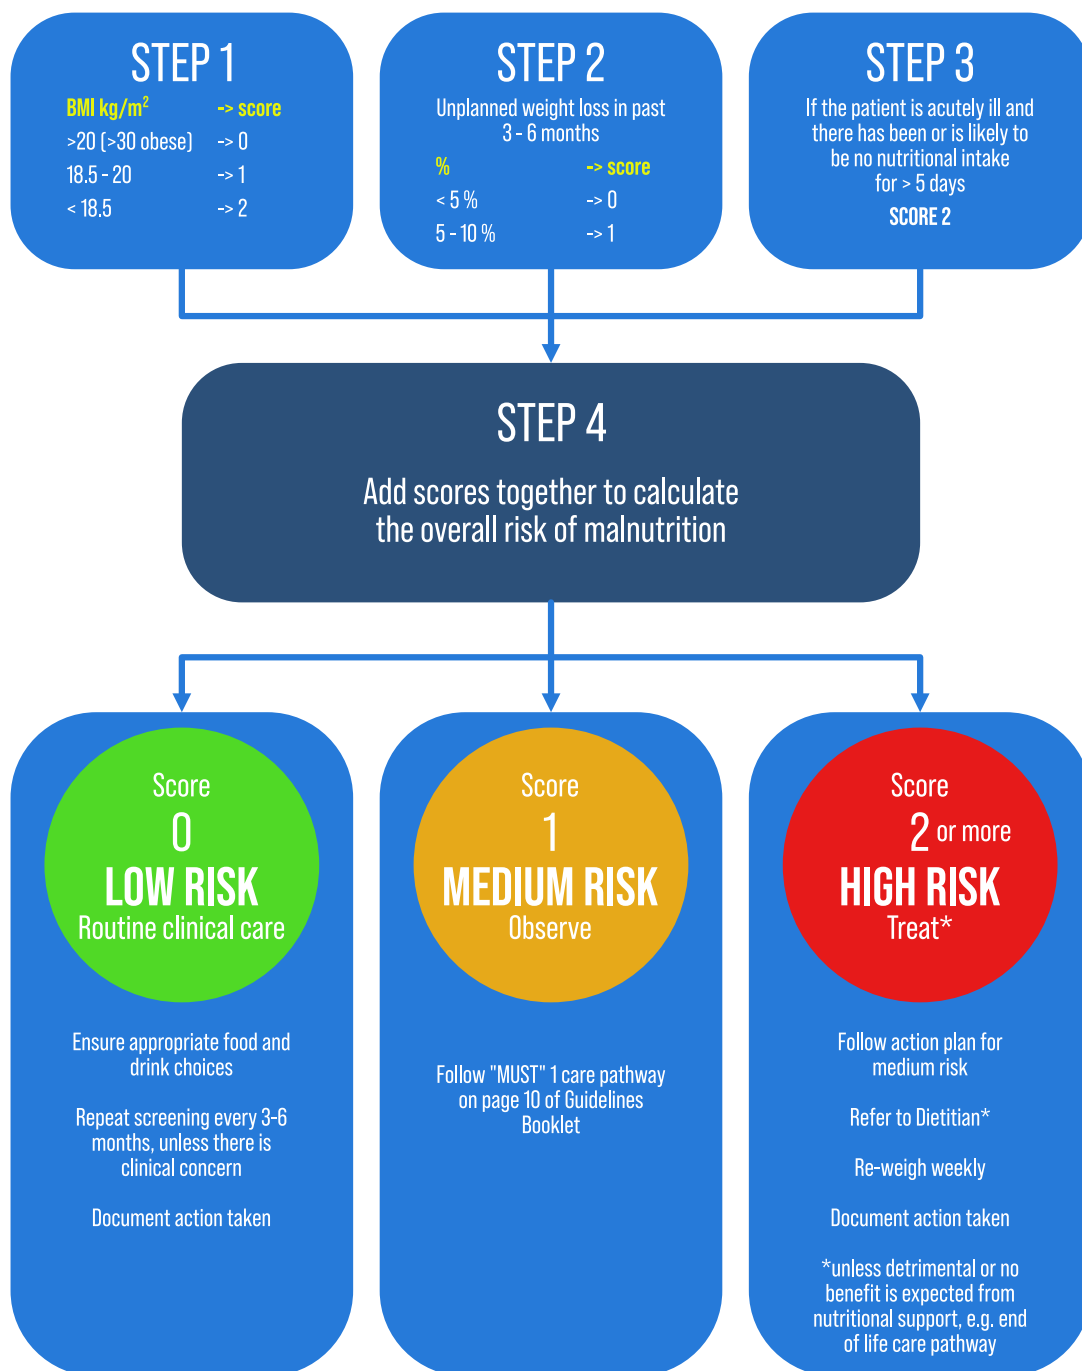 STEP 1
BMI kg/m² -> score
>20 (>30 obese) -> 0
18.5 - 20 -> 1
< 18.5 -> 2
STEP 2
Unplanned weight loss in past
3 - 6 months
% -> score
< 5 % -> 0
5 - 10 % -> 1
STEP 3
If the patient is acutely ill and
there has been or is likely to
be no nutritional intake
for > 5 days
SCORE 2
STEP 4
Add scores together to calculate
the overall risk of malnutrition
Score
0
LOW RISK
Routine clinical care
Ensure appropriate food and
drink choices
Repeat screening every 3-6
months, unless there is
clinical concern
Document action taken
Score
1
MEDIUM RISK
Observe
Follow "MUST" 1 care pathway
on page 10 of Guidelines
Booklet
Score
2 or more
HIGH RISK
Treat*
Follow action plan for
medium risk
Refer to Dietitian*
Re-weigh weekly
Document action taken
*unless detrimental or no
benefit is expected from
nutritional support, e.g. end
of life care pathway